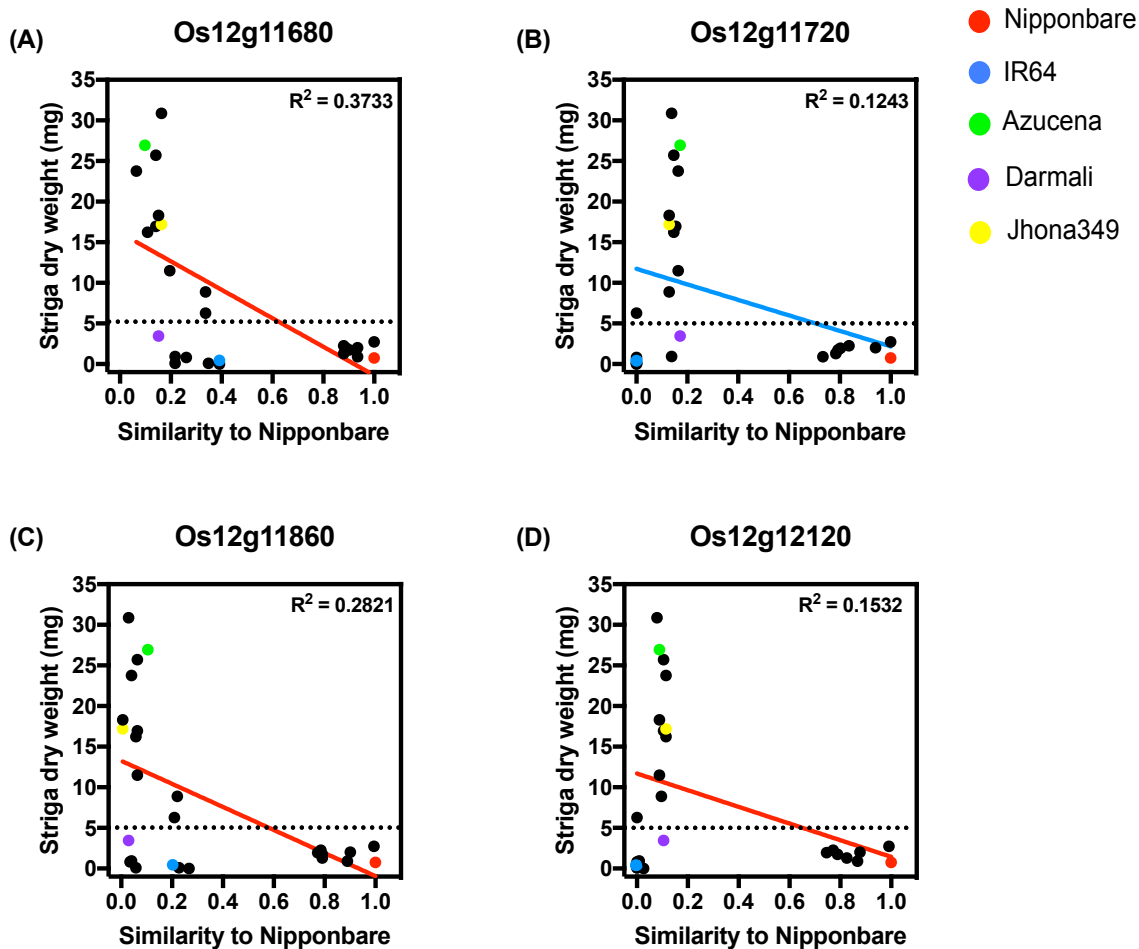 (A) Os12g11680
R² = 0.3733
Striga dry weight (mg)
35
30
25
20
15
10
5
0
0.0 0.2 0.4 0.6 0.8 1.0
Similarity to Nipponbare
(B) Os12g11720
R² = 0.1243
Striga dry weight (mg)
35
30
25
20
15
10
5
0
0.0 0.2 0.4 0.6 0.8 1.0
Similarity to Nipponbare
Nipponbare
IR64
Azucena
Darmali
Jhona349
(C) Os12g11860
R² = 0.2821
Striga dry weight (mg)
35
30
25
20
15
10
5
0
0.0 0.2 0.4 0.6 0.8 1.0
Similarity to Nipponbare
(D) Os12g12120
R² = 0.1532
Striga dry weight (mg)
35
30
25
20
15
10
5
0
0.0 0.2 0.4 0.6 0.8 1.0
Similarity to Nipponbare